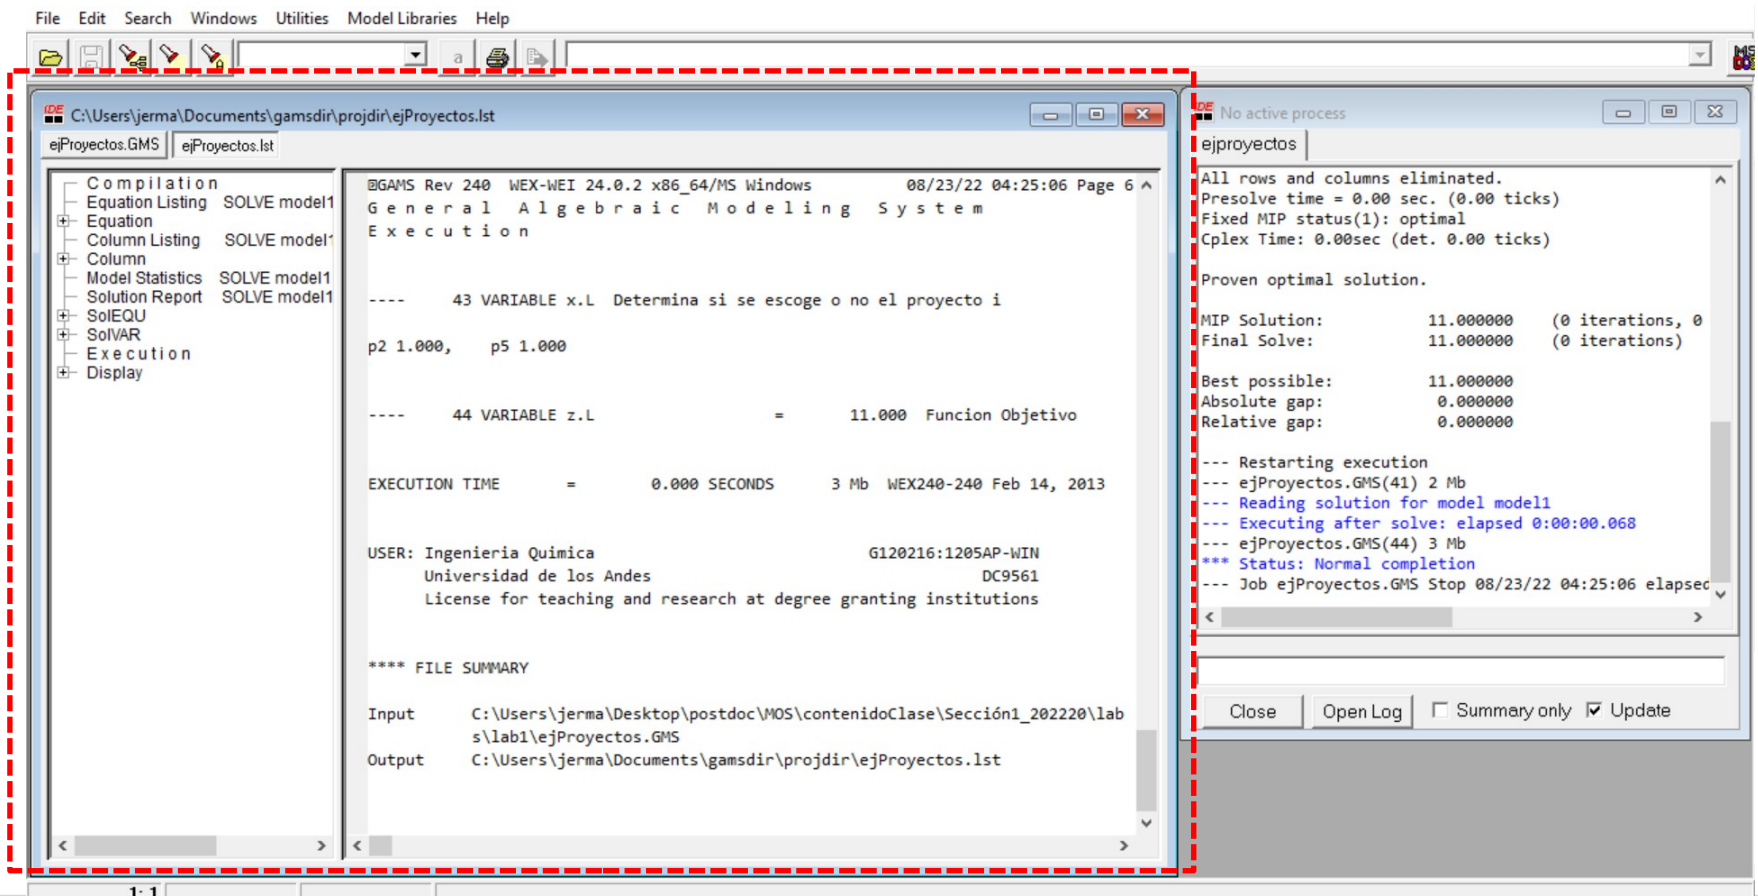 File Edit Search Windows Utilities Model Libraries Help
a
IDE C:\Users\jerma\Documents\gamsdir\projdir\ejProyectos.lst
ejProyectos.GMS ejProyectos.lst
C o m p i l a t i o n
Equation Listing SOLVE model1
Equation
Column Listing SOLVE model1
Column
Model Statistics SOLVE model1
Solution Report SOLVE model1
SolEQU
SolVAR
E x e c u t i o n
Display
GAMS Rev 240 WEX-WEI 24.0.2 x86_64/MS Windows 08/23/22 04:25:06 Page 6
G e n e r a l A l g e b r a i c M o d e l i n g S y s t e m
E x e c u t i o n
---- 43 VARIABLE x.L Determina si se escoge o no el proyecto i
p2 1.000, p5 1.000
---- 44 VARIABLE z.L = 11.000 Funcion Objetivo
EXECUTION TIME = 0.000 SECONDS 3 Mb WEX240-240 Feb 14, 2013
USER: Ingenieria Quimica G120216:1205AP-WIN
Universidad de los Andes DC9561
License for teaching and research at degree granting institutions
**** FILE SUMMARY
Input C:\Users\jerma\Desktop\postdoc\MOS\contenidoClase\Sección1_202220\lab
s\lab1\ejProyectos.GMS
Output C:\Users\jerma\Documents\gamsdir\projdir\ejProyectos.lst
IDE No active process
ejproyectos
All rows and columns eliminated.
Presolve time = 0.00 sec. (0.00 ticks)
Fixed MIP status(1): optimal
Cplex Time: 0.00sec (det. 0.00 ticks)
Proven optimal solution.
MIP Solution: 11.000000 (0 iterations, 0
Final Solve: 11.000000 (0 iterations)
Best possible: 11.000000
Absolute gap: 0.000000
Relative gap: 0.000000
--- Restarting execution
--- ejProyectos.GMS(41) 2 Mb
--- Reading solution for model model1
--- Executing after solve: elapsed 0:00:00.068
--- ejProyectos.GMS(44) 3 Mb
*** Status: Normal completion
--- Job ejProyectos.GMS Stop 08/23/22 04:25:06 elapsed
Close Open Log Summary only Update
1: 1